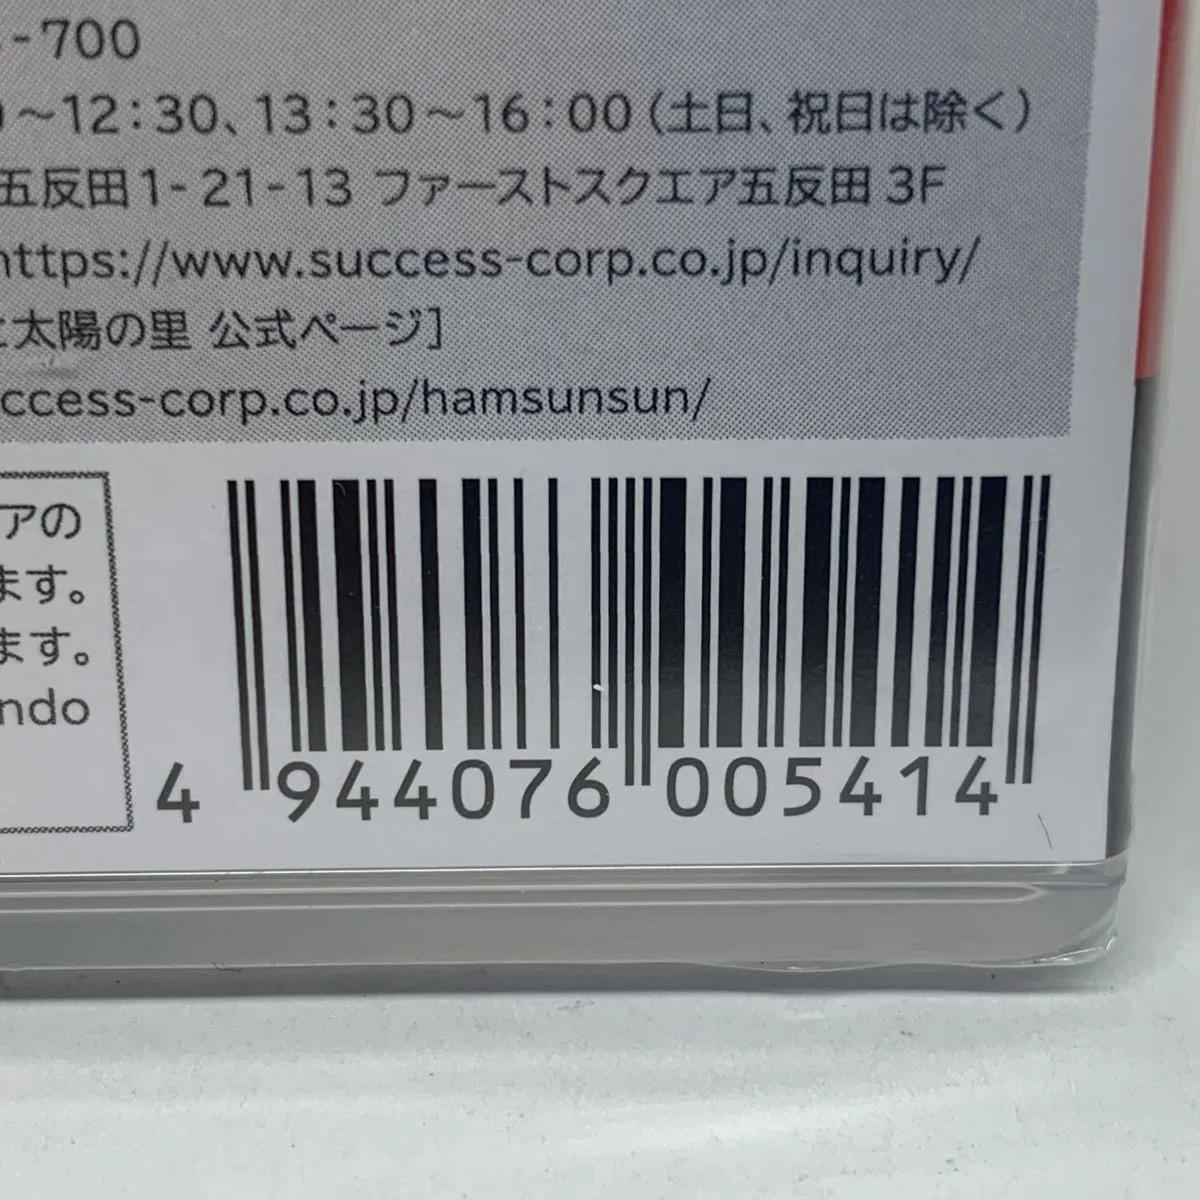 -700
～12:30、13:30～16:00（土日、祝日は除く）
五反田1-21-13 ファーストスクエア五反田 3F
https://www.success-corp.co.jp/inquiry/
と太陽の里 公式ページ]
ccess-corp.co.jp/hamsunsun/
アの
ます。
ます。
ndo
4 944076 005414